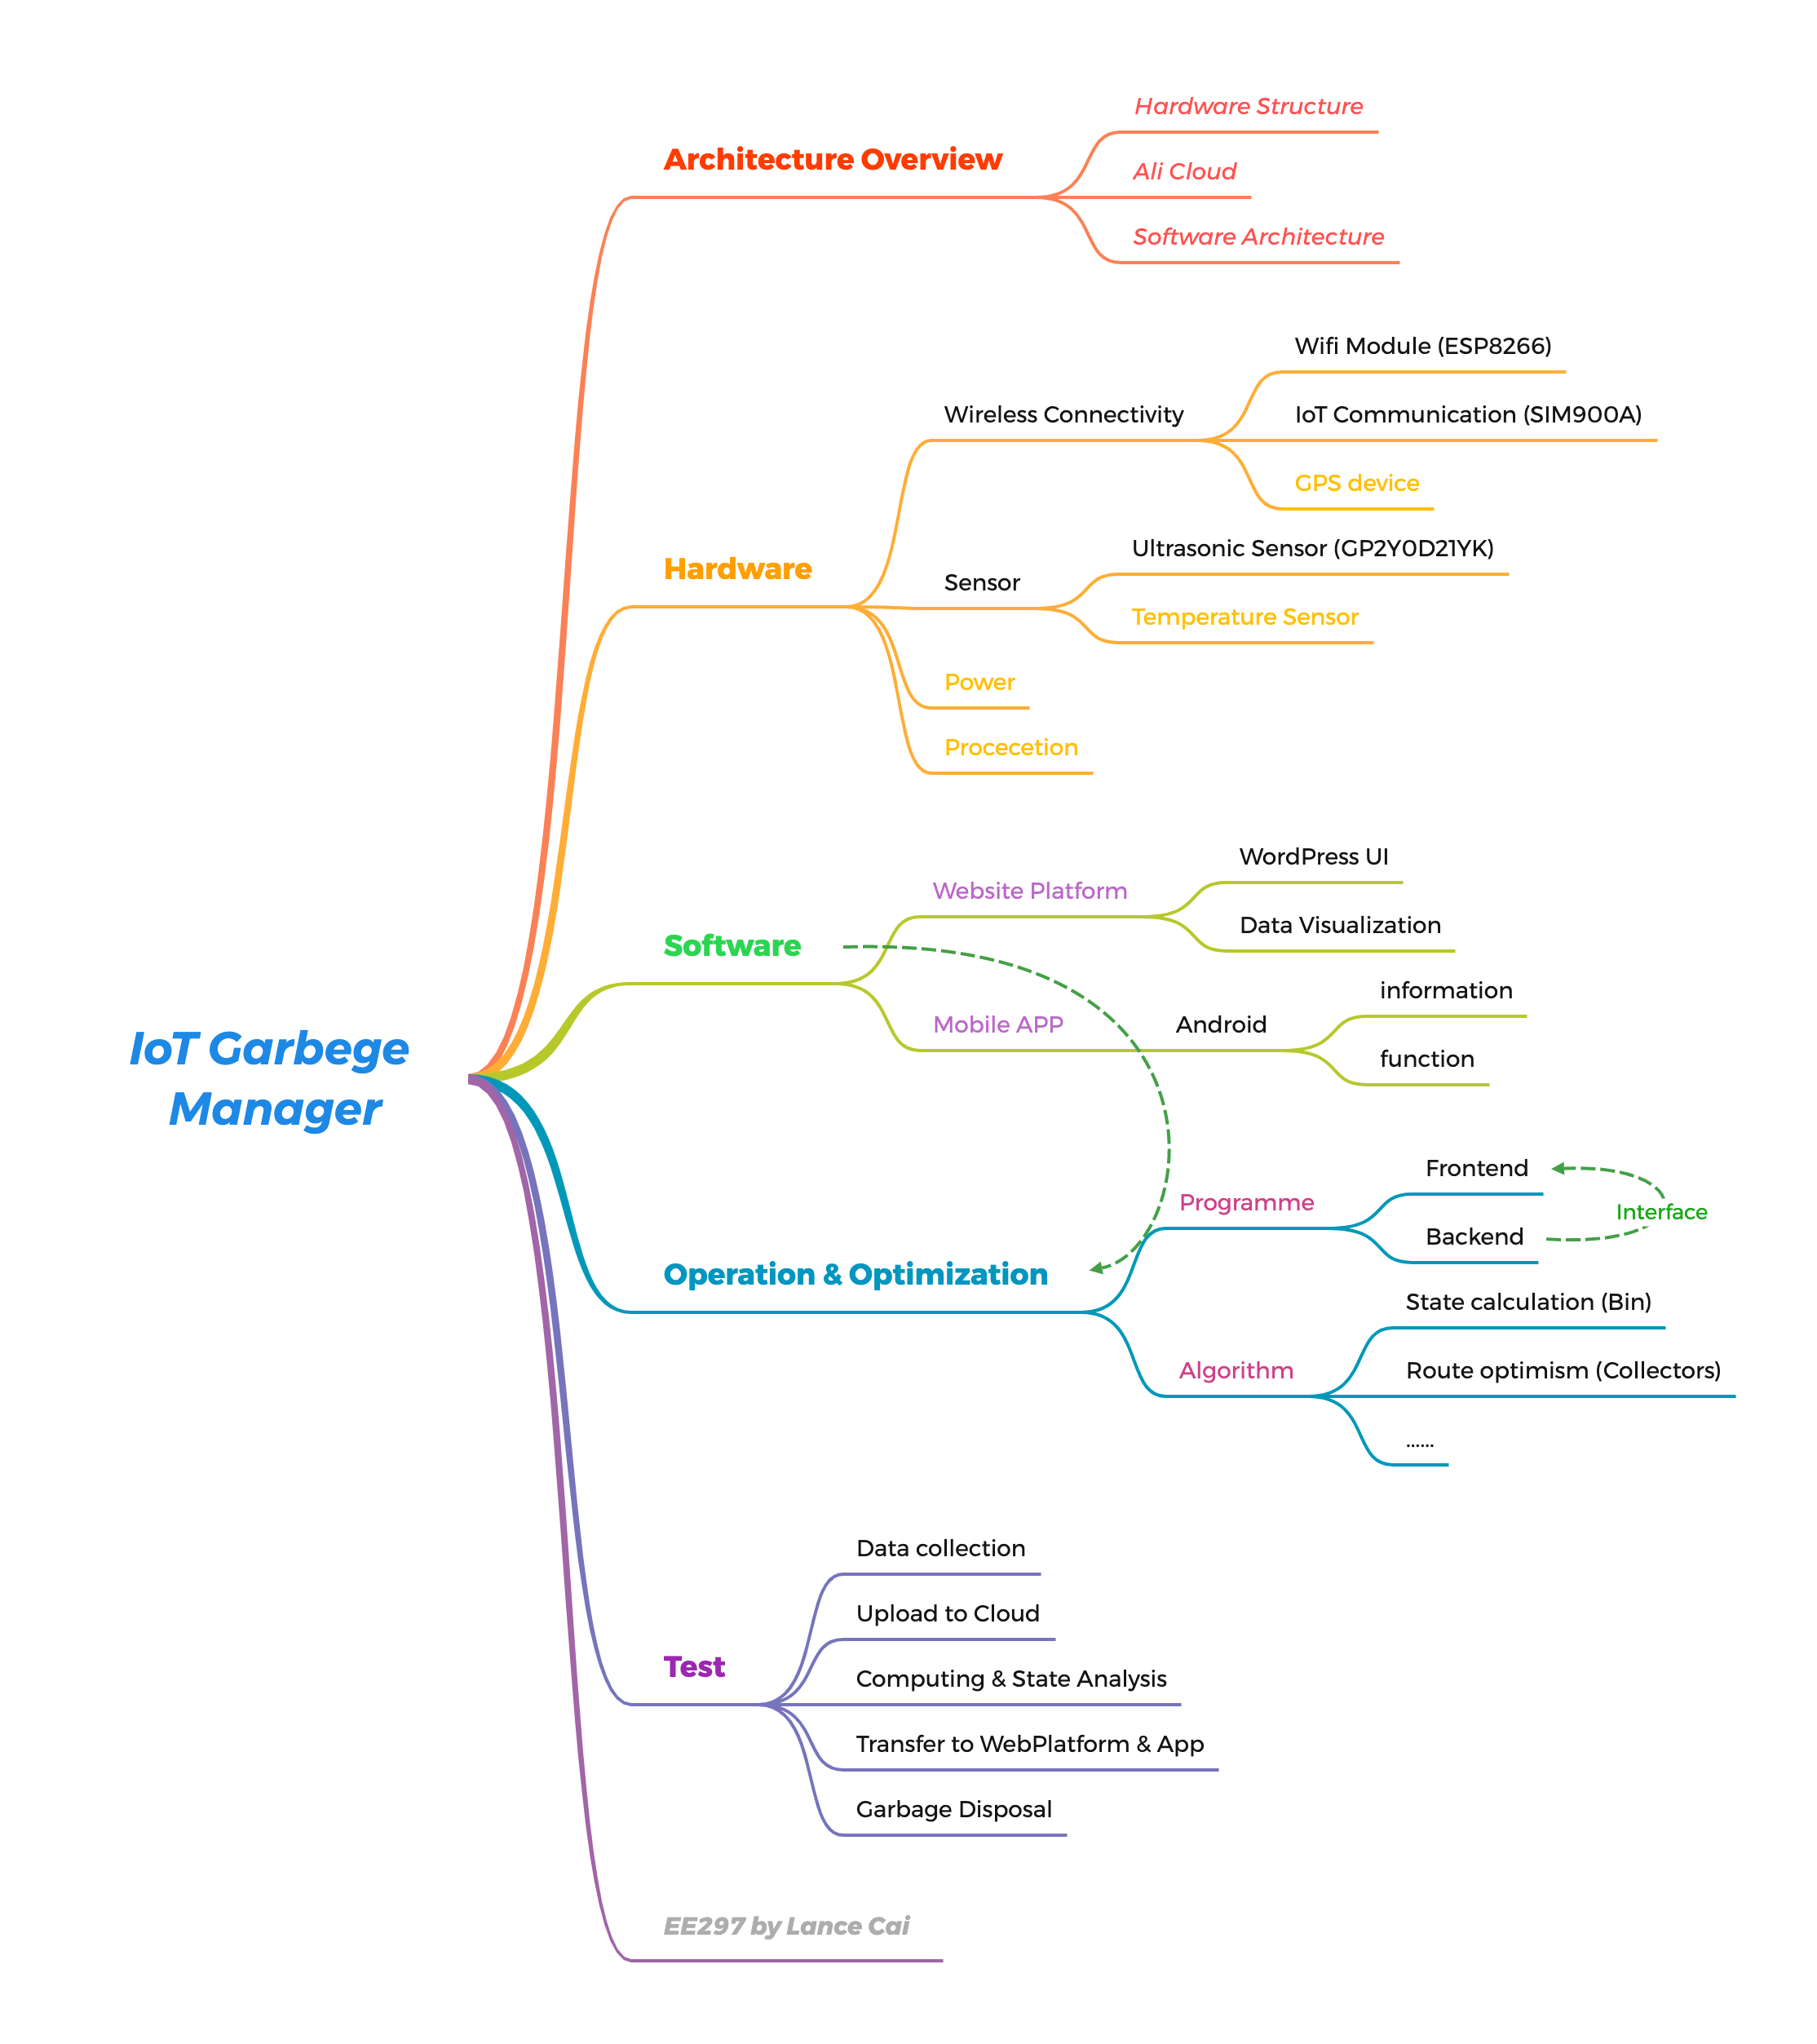 IoT Garbege
Manager
Architecture Overview
Hardware Structure
Ali Cloud
Software Architecture
Hardware
Wireless Connectivity
Wifi Module (ESP8266)
IoT Communication (SIM900A)
GPS device
Sensor
Ultrasonic Sensor (GP2Y0D21YK)
Temperature Sensor
Power
Procecetion
Software
Website Platform
WordPress UI
Data Visualization
Mobile APP
Android
information
function
Operation & Optimization
Programme
Frontend
Backend
Interface
Algorithm
State calculation (Bin)
Route optimism (Collectors)
......
Test
Data collection
Upload to Cloud
Computing & State Analysis
Transfer to WebPlatform & App
Garbage Disposal
EE297 by Lance Cai